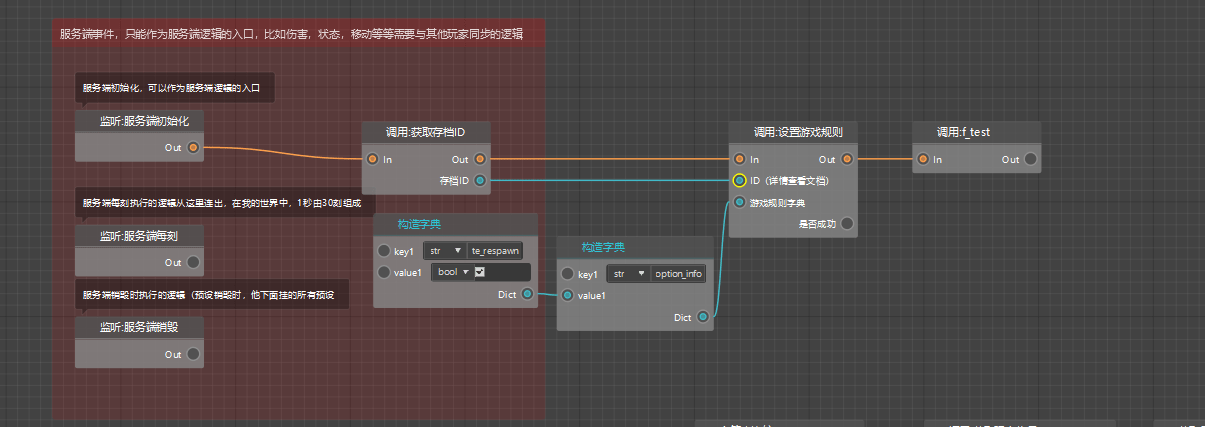 服务端事件，只能作为服务端逻辑的入口，比如伤害，状态，移动等等需要与其他玩家同步的逻辑
服务端初始化，可以作为服务端逻辑的入口
监听:服务端初始化
Out
调用:获取存档ID
In
Out
存档ID
调用:设置游戏规则
In
Out
ID（详情查看文档）
游戏规则字典
是否成功
调用:f_test
In
Out
服务端每刻执行的逻辑从这里连出，在我的世界中，1秒由30刻组成
监听:服务端每刻
Out
构造字典
key1
str
te_respawn
value1
bool
Dict
构造字典
key1
str
option_info
value1
Dict
服务端销毁时执行的逻辑（预设销毁时，他下面挂的所有预设
监听:服务端销毁
Out